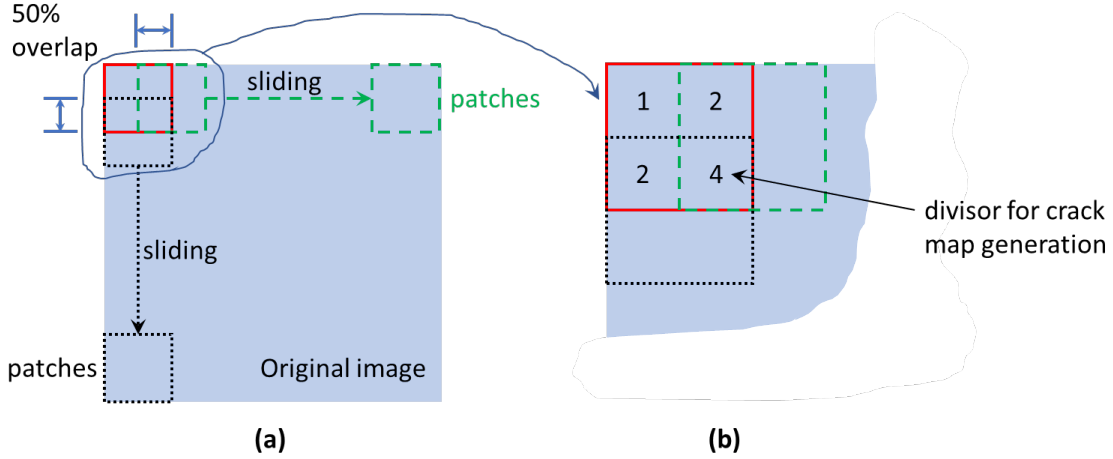 50%
overlap
sliding
patches
sliding
patches
Original image
(a)
1 2
2 4
divisor for crack
map generation
(b)